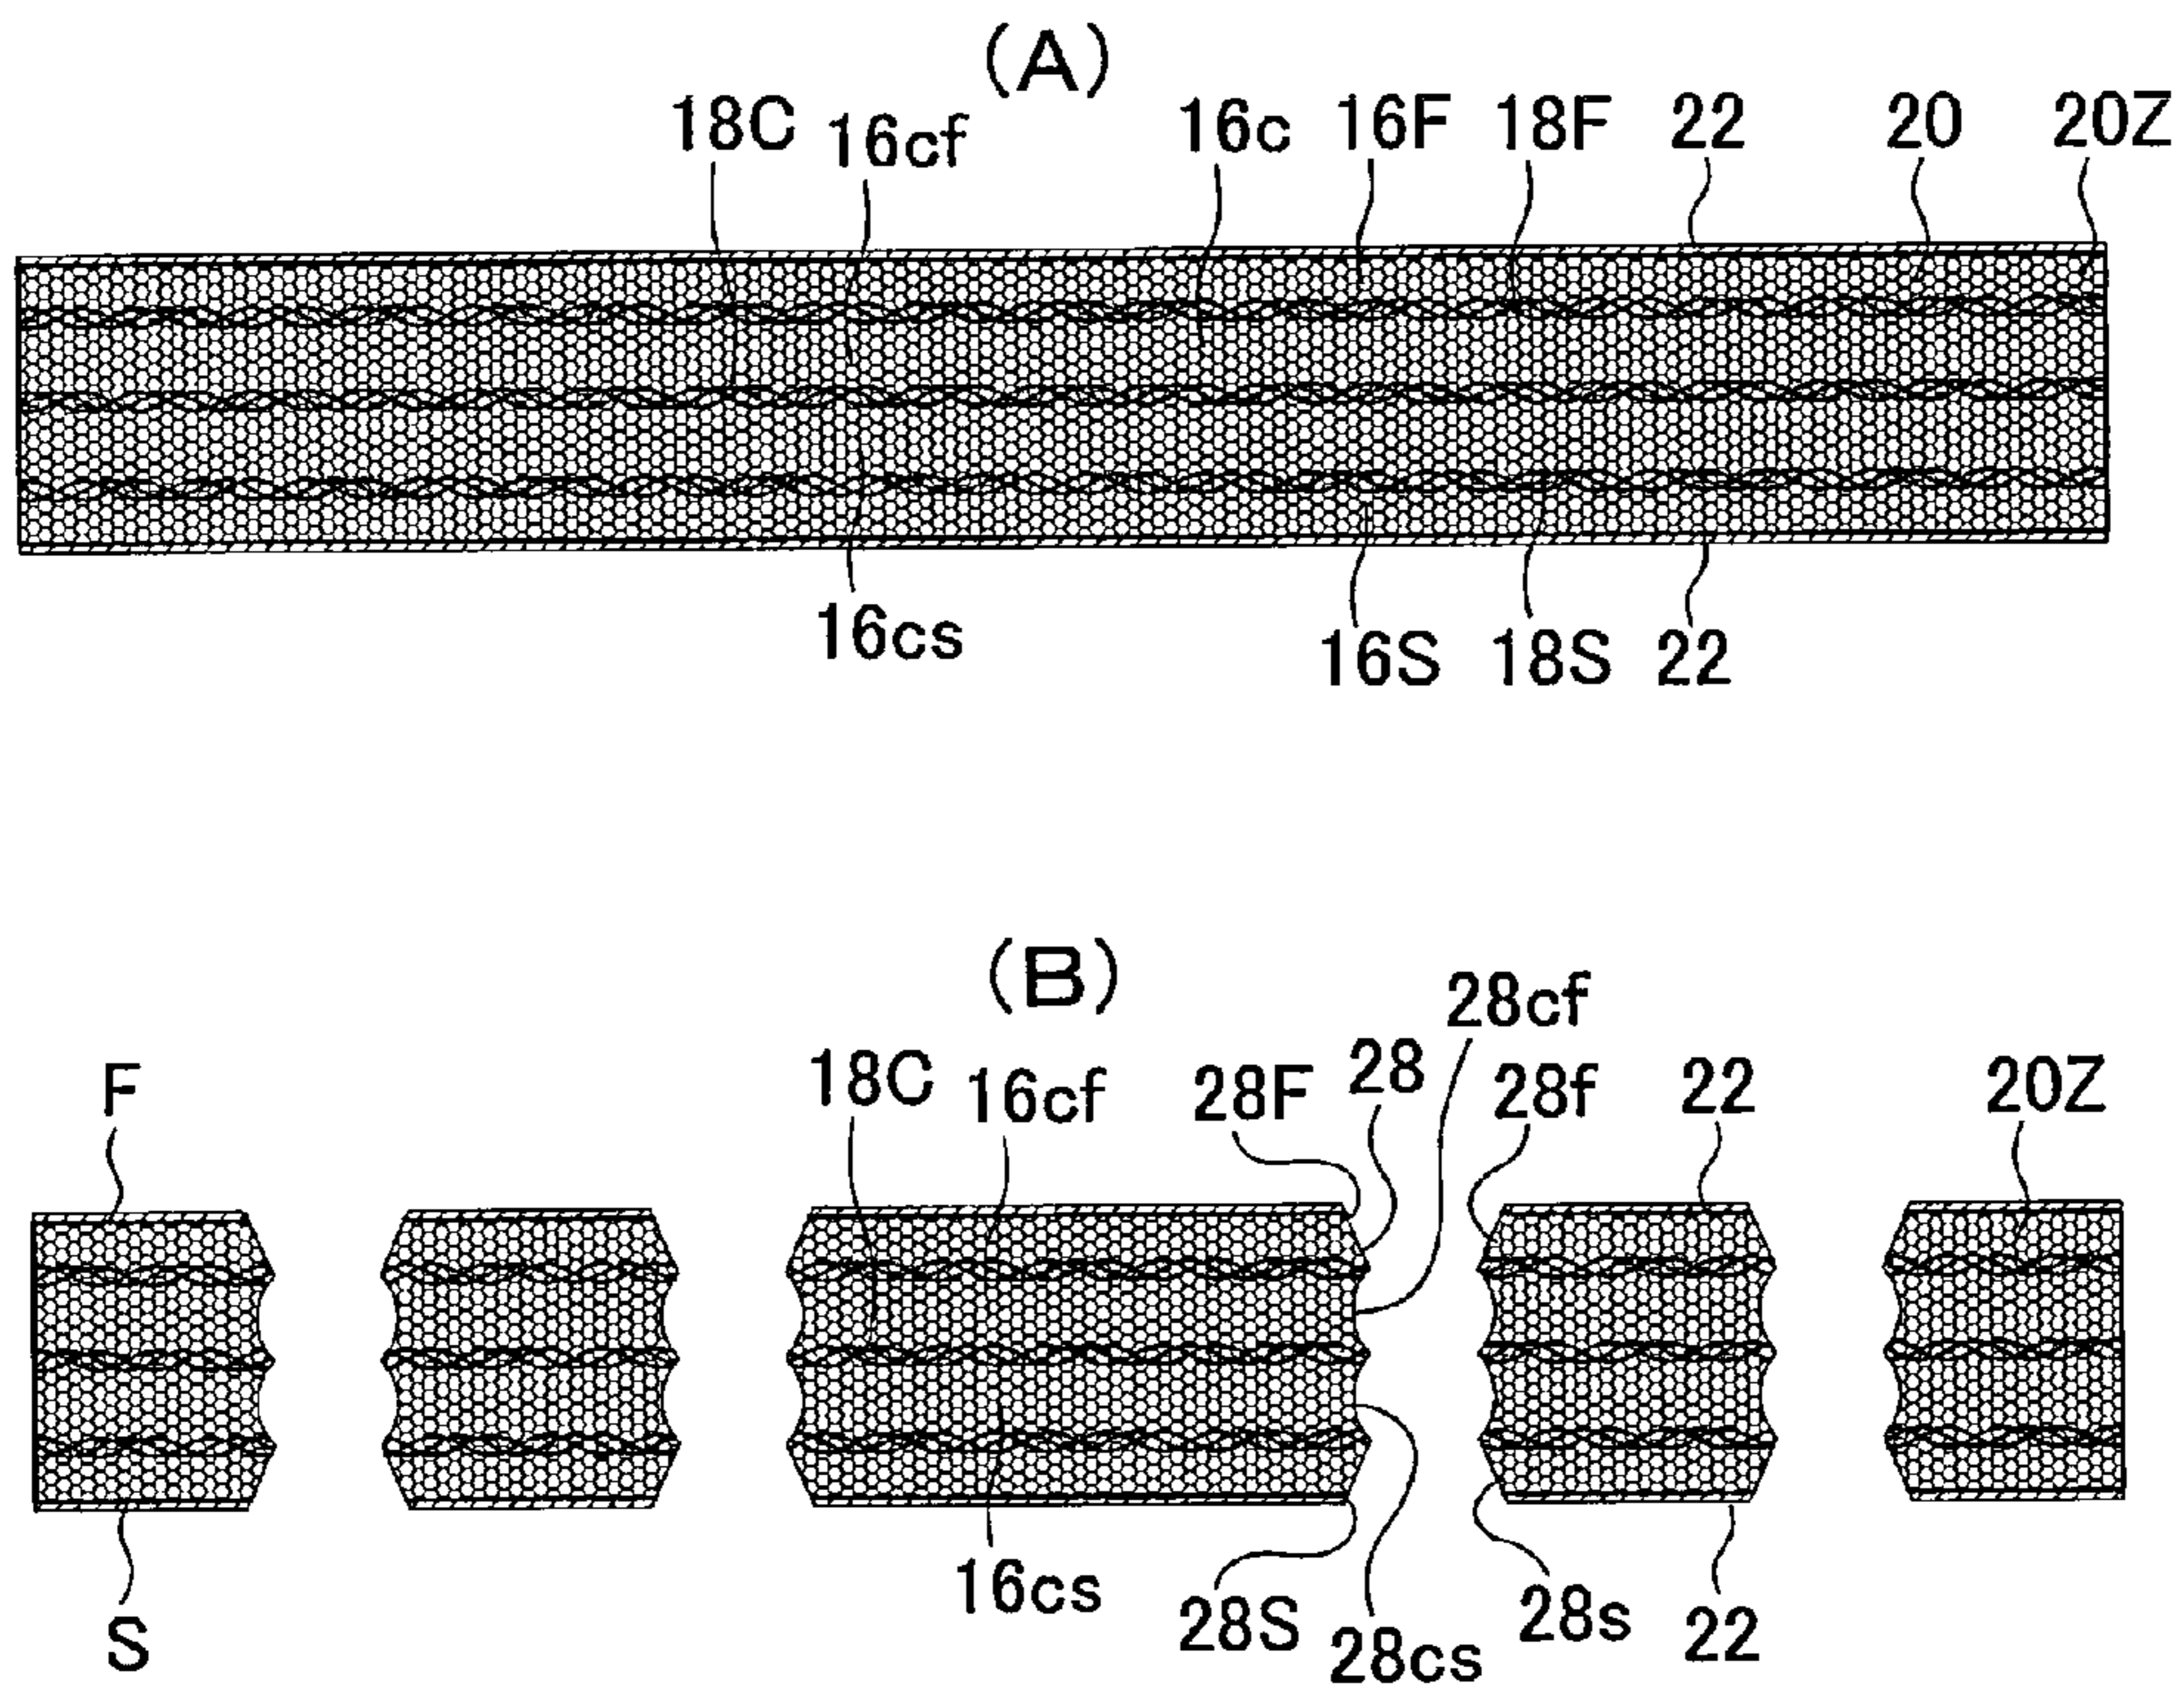 (A)
18C 16cf 16c 16F 18F 22 20 20Z
16cs 16S 18S 22
(B)
28cf
F 18C 16cf 28F 28 28f 22 20Z
S 16cs 28S 28cs 28s 22